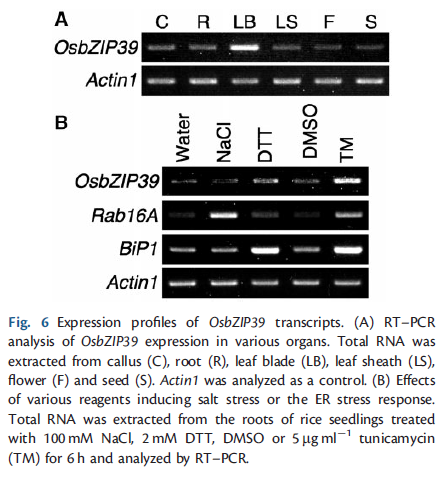 A
C R LB LS F S
OsbZIP39
Actin1
B
Water NaCl DTT DMSO TM
OsbZIP39
Rab16A
BiP1
Actin1
Fig. 6 Expression profiles of OsbZIP39 transcripts. (A) RT–PCR
analysis of OsbZIP39 expression in various organs. Total RNA was
extracted from callus (C), root (R), leaf blade (LB), leaf sheath (LS),
flower (F) and seed (S). Actin1 was analyzed as a control. (B) Effects
of various reagents inducing salt stress or the ER stress response.
Total RNA was extracted from the roots of rice seedlings treated
with 100 mM NaCl, 2 mM DTT, DMSO or 5 μg ml⁻¹ tunicamycin
(TM) for 6 h and analyzed by RT–PCR.